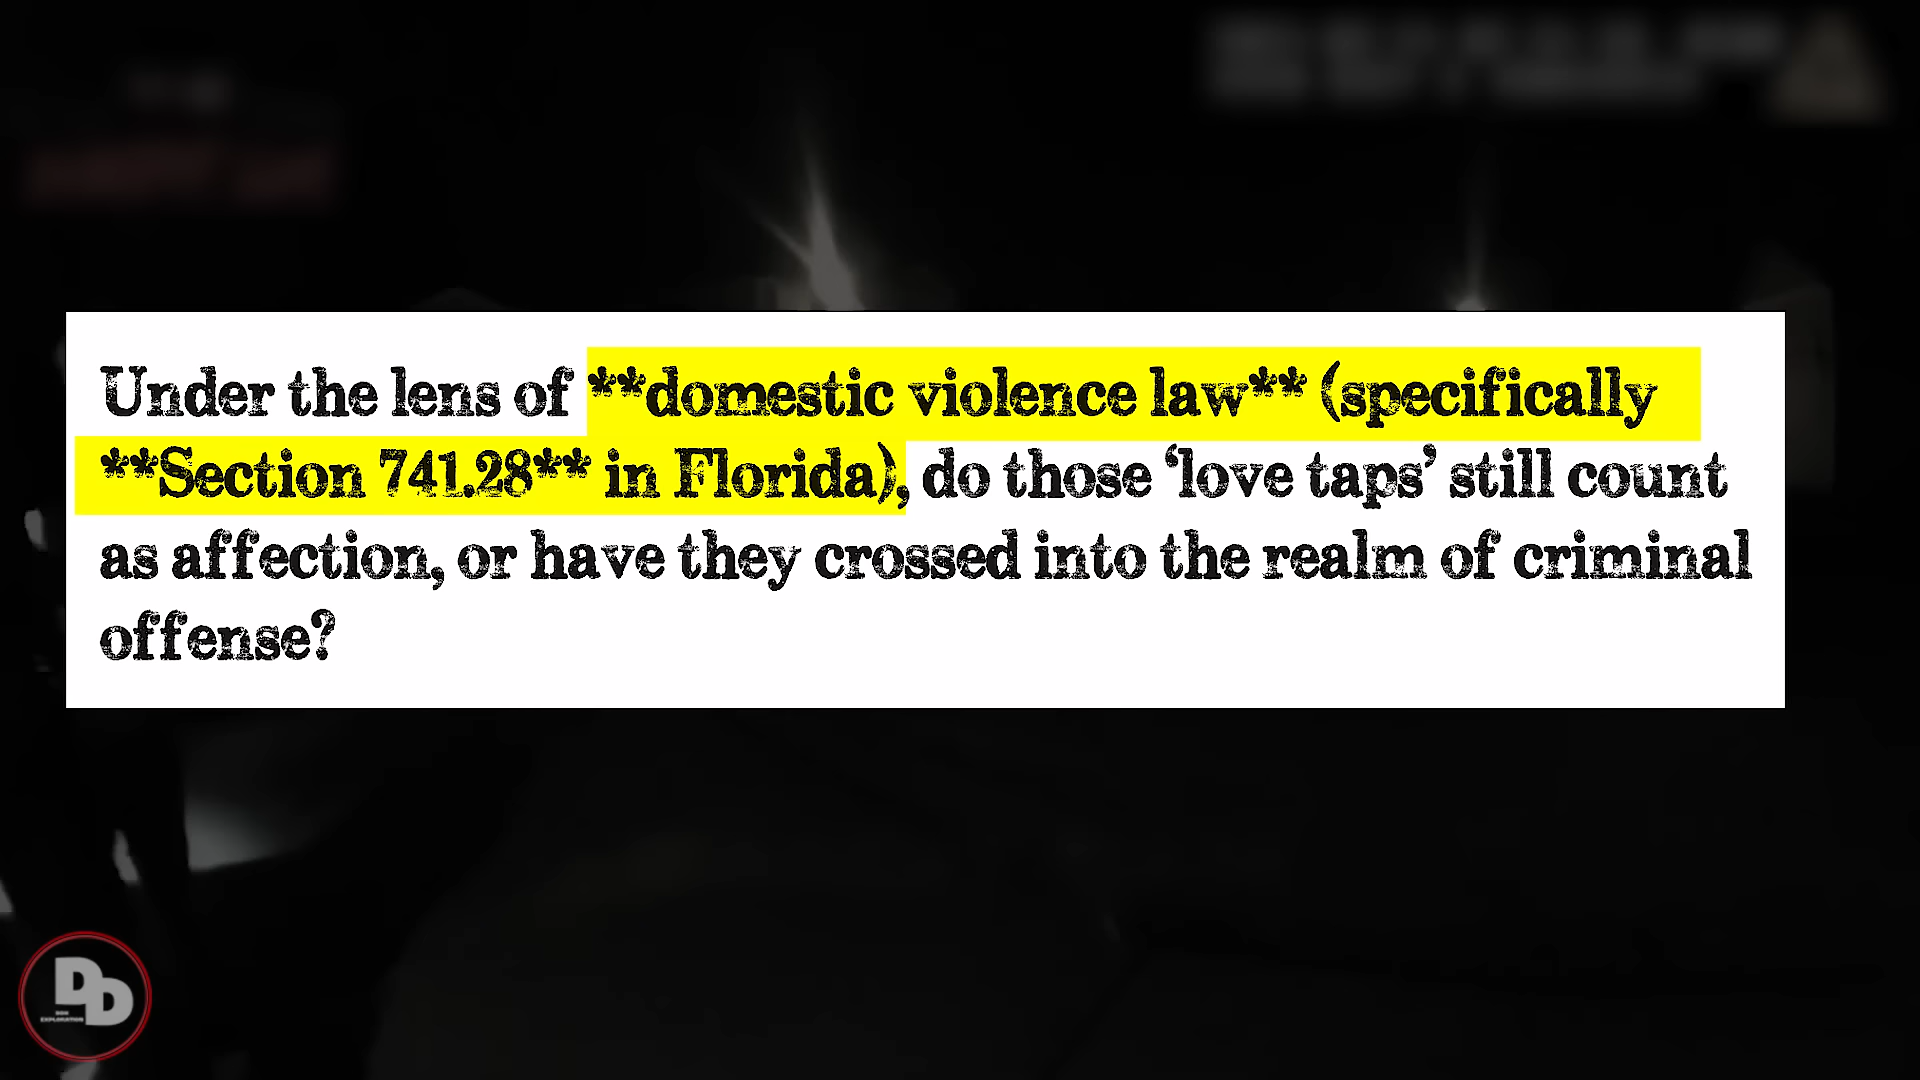 Under the lens of **domestic violence law** (specifically
**Section 741.28** in Florida), do those ‘love taps’ still count
as affection, or have they crossed into the realm of criminal
offense?
DD